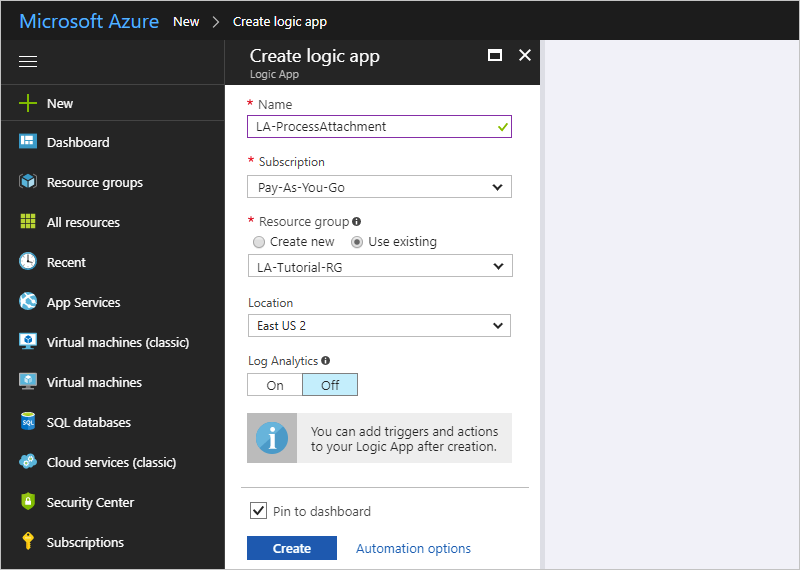 Microsoft Azure New > Create logic app
New
Dashboard
Resource groups
All resources
Recent
App Services
Virtual machines (classic)
Virtual machines
SQL databases
Cloud services (classic)
Security Center
Subscriptions
Create logic app
Logic App
* Name
LA-ProcessAttachment
* Subscription
Pay-As-You-Go
* Resource group
Create new Use existing
LA-Tutorial-RG
Location
East US 2
Log Analytics
On Off
You can add triggers and actions
to your Logic App after creation.
Pin to dashboard
Create Automation options